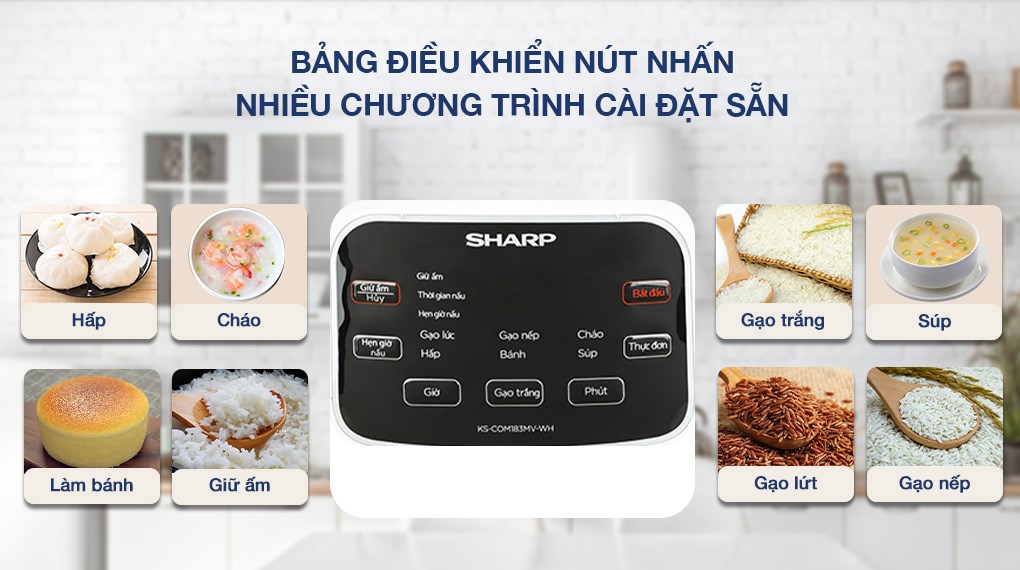 BẢNG ĐIỀU KHIỂN NÚT NHẤN
NHIỀU CHƯƠNG TRÌNH CÀI ĐẶT SẴN
Hấp
Cháo
Làm bánh
Giữ ấm
SHARP
Giữ ấm
Thời gian nấu
Hẹn giờ nấu
Giữ ấm
Hủy
Bắt đầu
Hẹn giờ
nấu
Gạo lức Gạo nếp Cháo
Hấp Bánh Súp
Thực đơn
Giờ Gạo trắng Phút
KS-COM183MV-WH
Gạo trắng
Súp
Gạo lứt
Gạo nếp